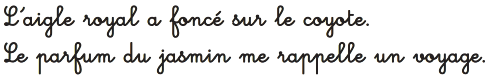 L'aigle royal a foncé sur le coyote.
Le parfum du jasmin me rappelle un voyage.